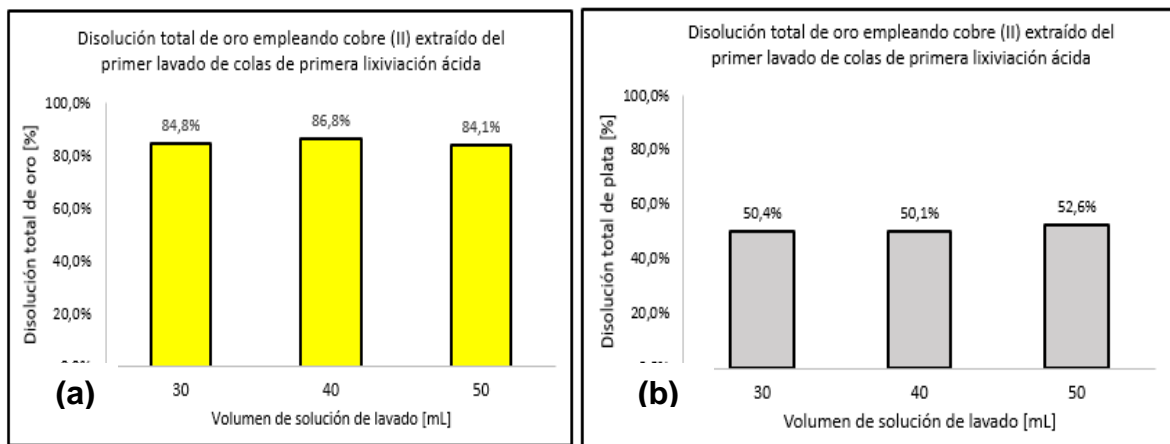 Disolución total de oro empleando cobre (II) extraído del
primer lavado de colas de primera lixiviación ácida
Disolución total de oro [%]
100,0%
80,0%
60,0%
40,0%
20,0%
84,8%
86,8%
84,1%
30
40
50
Volumen de solución de lavado [mL]
(a)
Disolución total de oro empleando cobre (II) extraído del
primer lavado de colas de primera lixiviación ácida
Disolución total de plata [%]
100,0%
80,0%
60,0%
40,0%
20,0%
50,4%
50,1%
52,6%
30
40
50
Volumen de solución de lavado [mL]
(b)